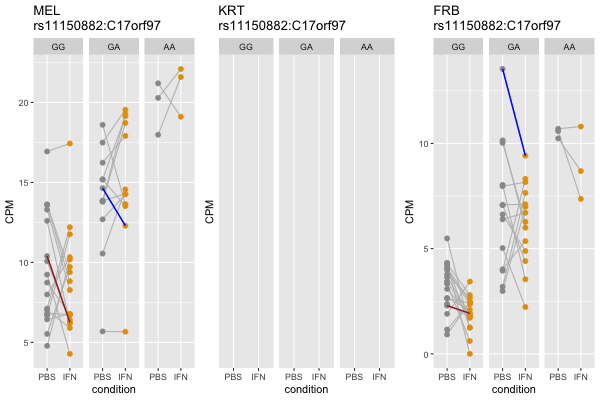 MEL
rs11150882:C17orf97
GG GA AA
CPM
20
15
10
5
PBS IFN PBS IFN PBS IFN
condition
KRT
rs11150882:C17orf97
GG GA AA
CPM
PBS IFN PBS IFN PBS IFN
condition
FRB
rs11150882:C17orf97
GG GA AA
CPM
10
5
0
PBS IFN PBS IFN PBS IFN
condition